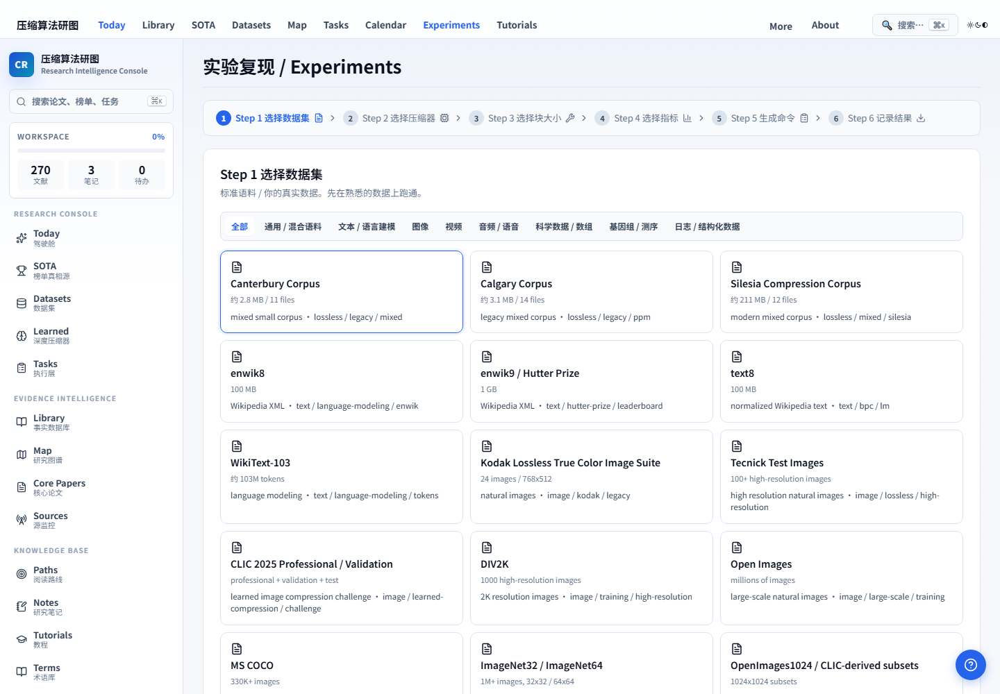 压缩算法研图
Today
Library
SOTA
Datasets
Map
Tasks
Calendar
Experiments
Tutorials
More
About
搜索…
⌘K
CR
压缩算法研图
Research Intelligence Console
搜索论文、榜单、任务
⌘K
WORKSPACE
0%
270
文献
3
笔记
0
待办
RESEARCH CONSOLE
Today
驾驶舱
SOTA
榜单真相源
Datasets
数据集
Learned
深度压缩器
Tasks
执行层
EVIDENCE INTELLIGENCE
Library
事实数据库
Map
研究图谱
Core Papers
核心论文
Sources
源监控
KNOWLEDGE BASE
Paths
阅读路线
Notes
研究笔记
Tutorials
教程
Terms
术语库
实验复现 / Experiments
1 Step 1 选择数据集
2 Step 2 选择压缩器
3 Step 3 选择块大小
4 Step 4 选择指标
5 Step 5 生成命令
6 Step 6 记录结果
Step 1 选择数据集
标准语料 / 你的真实数据。先在熟悉的数据上跑通。
全部
通用 / 混合语料
文本 / 语言建模
图像
视频
音频 / 语音
科学数据 / 数组
基因组 / 测序
日志 / 结构化数据
Canterbury Corpus
约 2.8 MB / 11 files
mixed small corpus • lossless / legacy / mixed
Calgary Corpus
约 3.1 MB / 14 files
legacy mixed corpus • lossless / legacy / ppm
Silesia Compression Corpus
约 211 MB / 12 files
modern mixed corpus • lossless / mixed / silesia
enwik8
100 MB
Wikipedia XML • text / language-modeling / enwik
enwik9 / Hutter Prize
1 GB
Wikipedia XML • text / hutter-prize / leaderboard
text8
100 MB
normalized Wikipedia text • text / bpc / lm
WikiText-103
约 103M tokens
language modeling • text / language-modeling / tokens
Kodak Lossless True Color Image Suite
24 images / 768x512
natural images • image / kodak / legacy
Tecnick Test Images
100+ high-resolution images
high resolution natural images • image / lossless / high-
resolution
CLIC 2025 Professional / Validation
professional + validation + test
learned image compression challenge • image / learned-
compression / challenge
DIV2K
1000 high-resolution images
2K resolution images • image / training / high-resolution
Open Images
millions of images
large-scale natural images • image / large-scale / training
MS COCO
330K+ images
ImageNet32 / ImageNet64
1M+ images, 32x32 / 64x64
OpenImages1024 / CLIC-derived subsets
1024x1024 subsets